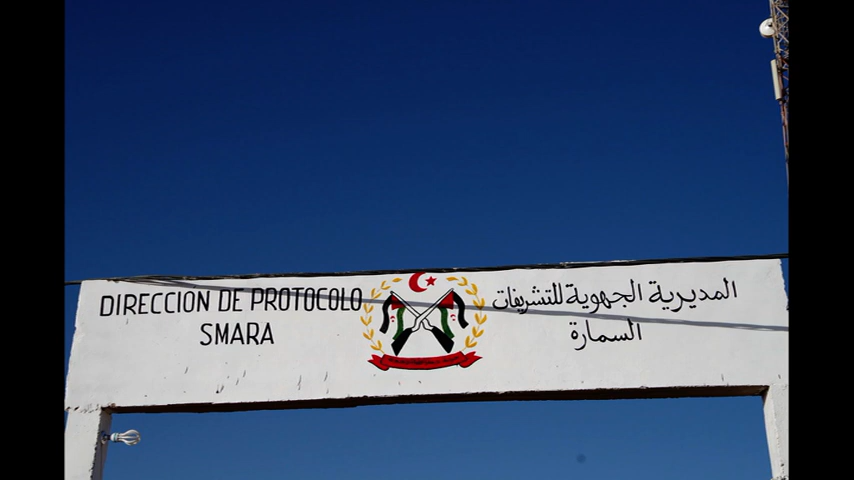 DIRECCION DE PROTOCOLO
SMARA
المديرية الجهوية للتشريفات
السمارة